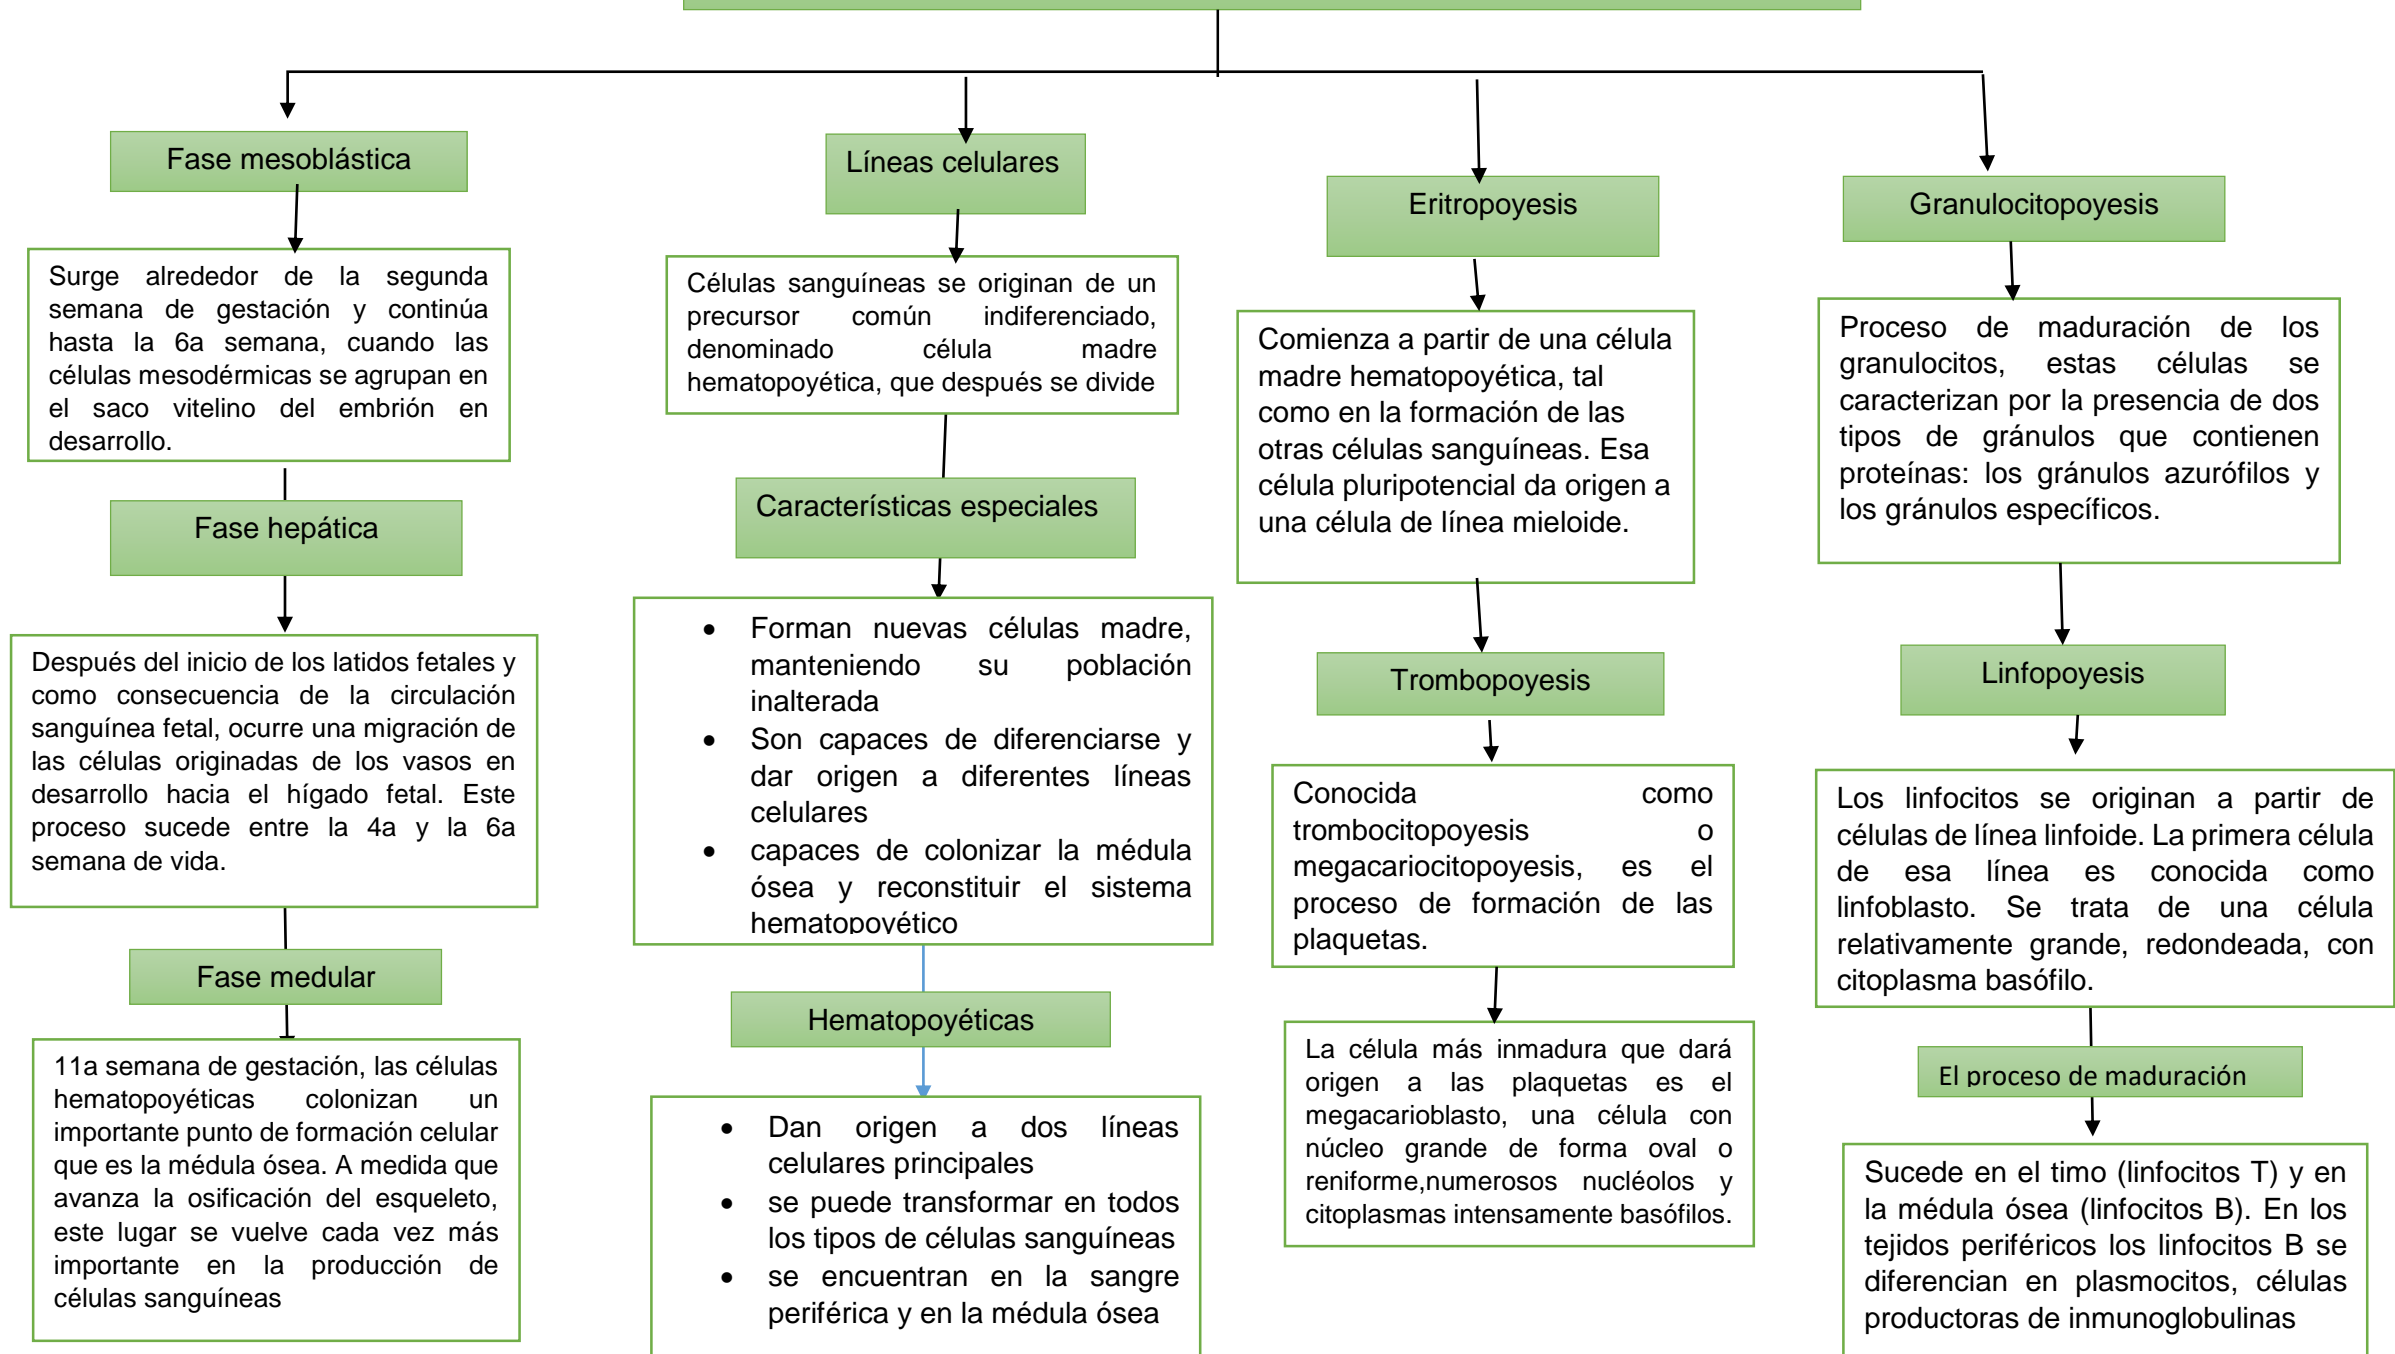 Fase mesoblástica
Surge alrededor de la segunda
semana de gestación y continúa
hasta la 6a semana, cuando las
células mesodérmicas se agrupan en
el saco vitelino del embrión en
desarrollo.
Fase hepática
Después del inicio de los latidos fetales y
como consecuencia de la circulación
sanguínea fetal, ocurre una migración de
las células originadas de los vasos en
desarrollo hacia el hígado fetal. Este
proceso sucede entre la 4a y la 6a
semana de vida.
Fase medular
11a semana de gestación, las células
hematopoyéticas colonizan un
importante punto de formación celular
que es la médula ósea. A medida que
avanza la osificación del esqueleto,
este lugar se vuelve cada vez más
importante en la producción de
células sanguíneas
Líneas celulares
Células sanguíneas se originan de un
precursor común indiferenciado,
denominado célula madre
hematopoyética, que después se divide
Características especiales
• Forman nuevas células madre,
manteniendo su población
inalterada
• Son capaces de diferenciarse y
dar origen a diferentes líneas
celulares
• capaces de colonizar la médula
ósea y reconstituir el sistema
hematopoyético
Hematopoyéticas
• Dan origen a dos líneas
celulares principales
• se puede transformar en todos
los tipos de células sanguíneas
• se encuentran en la sangre
periférica y en la médula ósea
Eritropoyesis
Comienza a partir de una célula
madre hematopoyética, tal
como en la formación de las
otras células sanguíneas. Esa
célula pluripotencial da origen a
una célula de línea mieloide.
Trombopoyesis
Conocida como
trombocitopoyesis o
megacariocitopoyesis, es el
proceso de formación de las
plaquetas.
La célula más inmadura que dará
origen a las plaquetas es el
megacarioblasto, una célula con
núcleo grande de forma oval o
reniforme,numerosos nucléolos y
citoplasmas intensamente basófilos.
Granulocitopoyesis
Proceso de maduración de los
granulocitos, estas células se
caracterizan por la presencia de dos
tipos de gránulos que contienen
proteínas: los gránulos azurófilos y
los gránulos específicos.
Linfopoyesis
Los linfocitos se originan a partir de
células de línea linfoide. La primera célula
de esa línea es conocida como
linfoblasto. Se trata de una célula
relativamente grande, redondeada, con
citoplasma basófilo.
El proceso de maduración
Sucede en el timo (linfocitos T) y en
la médula ósea (linfocitos B). En los
tejidos periféricos los linfocitos B se
diferencian en plasmocitos, células
productoras de inmunoglobulinas